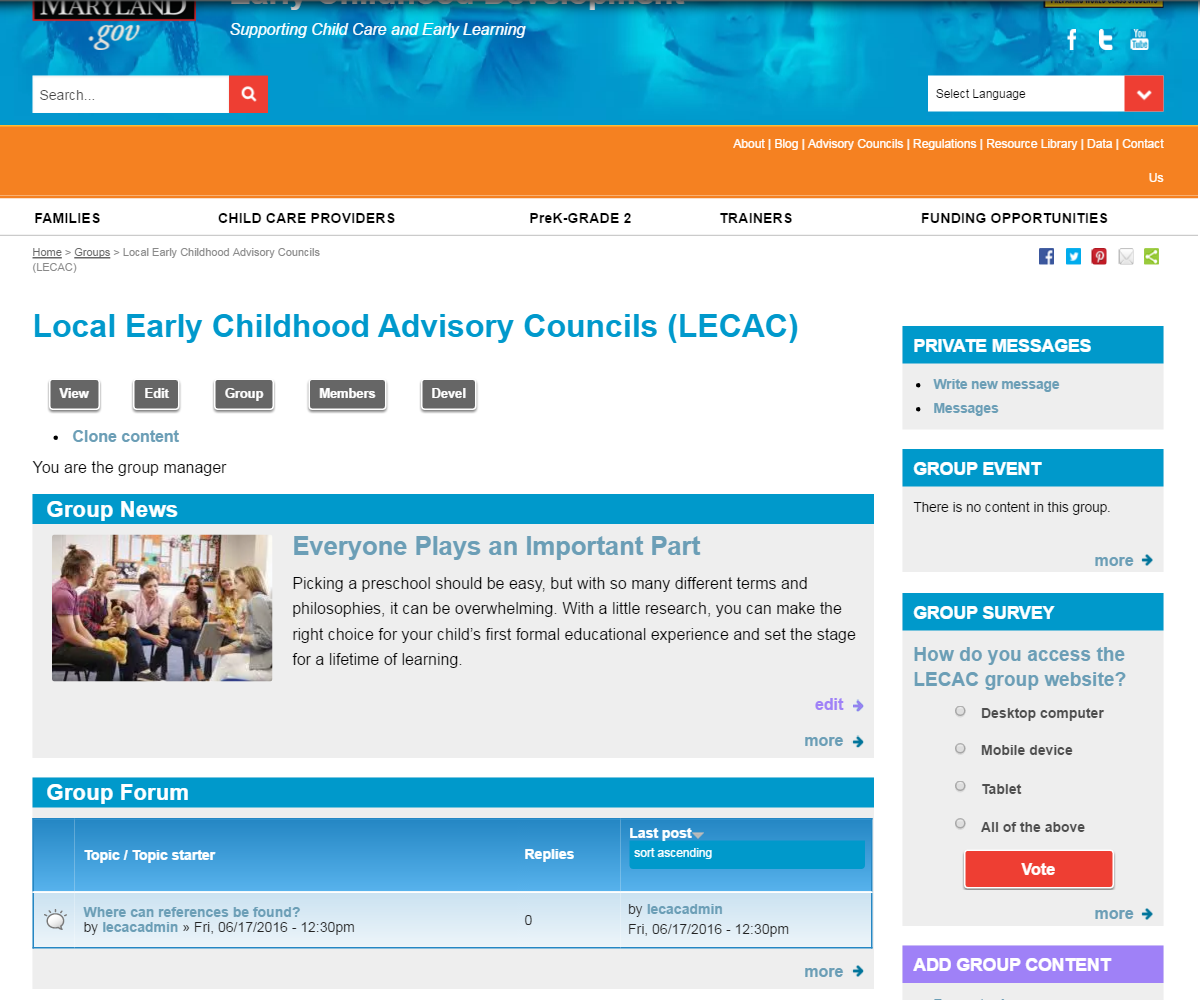 MARYLAND
.gov
Early Childhood Development
Supporting Child Care and Early Learning
You
Tube
Search...
Select Language
About | Blog | Advisory Councils | Regulations | Resource Library | Data | Contact
Us
FAMILIES
CHILD CARE PROVIDERS
PreK-GRADE 2
TRAINERS
FUNDING OPPORTUNITIES
Home > Groups > Local Early Childhood Advisory Councils
(LECAC)
Local Early Childhood Advisory Councils (LECAC)
View
Edit
Group
Members
Devel
Clone content
You are the group manager
Group News
Everyone Plays an Important Part
Picking a preschool should be easy, but with so many different terms and
philosophies, it can be overwhelming. With a little research, you can make the
right choice for your child’s first formal educational experience and set the stage
for a lifetime of learning.
edit
more
Group Forum
Topic / Topic starter
Replies
Last post
sort ascending
Where can references be found?
by lecacadmin » Fri, 06/17/2016 - 12:30pm
0
by lecacadmin
Fri, 06/17/2016 - 12:30pm
more
PRIVATE MESSAGES
Write new message
Messages
GROUP EVENT
There is no content in this group.
more
GROUP SURVEY
How do you access the
LECAC group website?
Desktop computer
Mobile device
Tablet
All of the above
Vote
more
ADD GROUP CONTENT